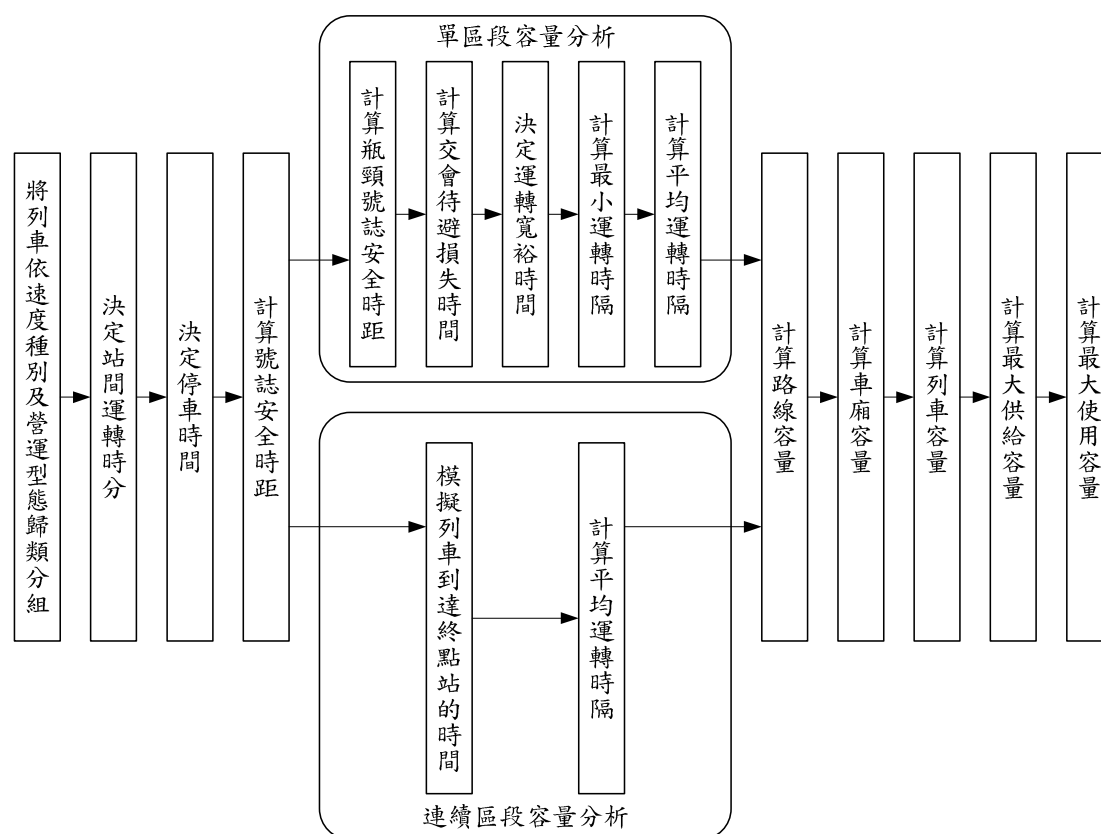 將列車依速度種別及營運型態歸類分組
決定站間運轉時分
決定停車時間
計算號誌安全時距
單區段容量分析
計算瓶頸號誌安全時距
計算交會待避損失時間
決定運轉寬裕時間
計算最小運轉時隔
計算平均運轉時隔
模擬列車到達終點站的時間
計算平均運轉時隔
連續區段容量分析
計算路線容量
計算車廂容量
計算列車容量
計算最大供給容量
計算最大使用容量